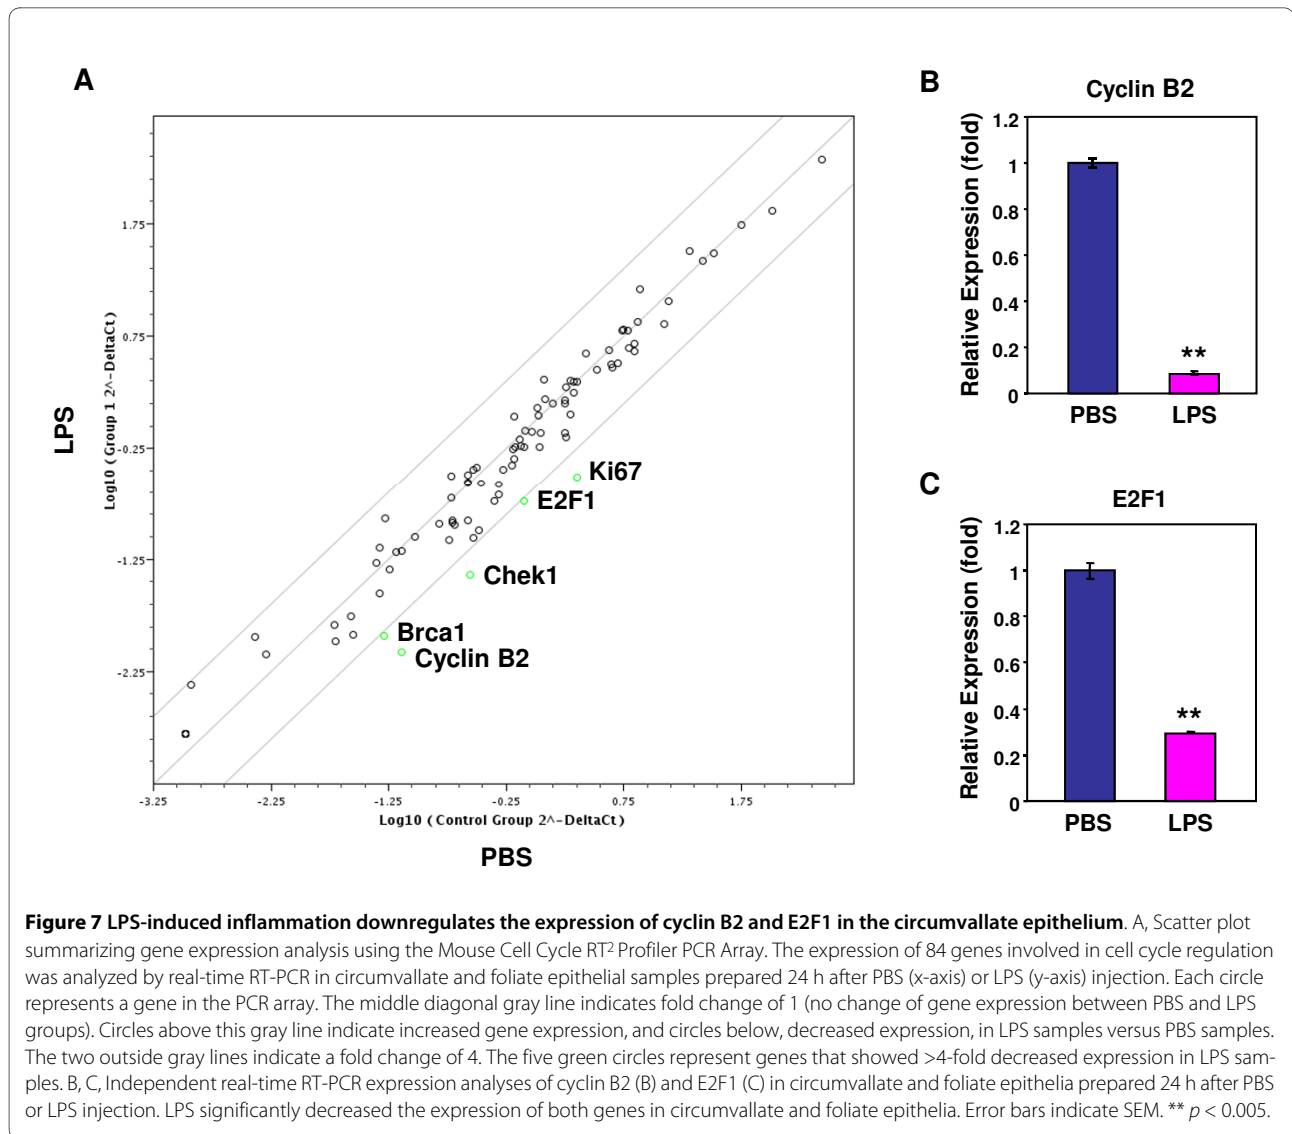 A
LPS
Log10 (Group 1 2^-DeltaCt)
1.75
0.75
-0.25
-1.25
-2.25
Ki67
E2F1
Chek1
Brca1
Cyclin B2
-3.25 -2.25 -1.25 -0.25 0.75 1.75
Log10 (Control Group 2^-DeltaCt)
PBS
B
Cyclin B2
Relative Expression (fold)
1.2
1
0.8
0.6
0.4
0.2
0
**
PBS LPS
C
E2F1
Relative Expression (fold)
1.2
1
0.8
0.6
0.4
0.2
0
**
PBS LPS
Figure 7 LPS-induced inflammation downregulates the expression of cyclin B2 and E2F1 in the circumvallate epithelium. A, Scatter plot
summarizing gene expression analysis using the Mouse Cell Cycle RT2 Profiler PCR Array. The expression of 84 genes involved in cell cycle regulation
was analyzed by real-time RT-PCR in circumvallate and foliate epithelial samples prepared 24 h after PBS (x-axis) or LPS (y-axis) injection. Each circle
represents a gene in the PCR array. The middle diagonal gray line indicates fold change of 1 (no change of gene expression between PBS and LPS
groups). Circles above this gray line indicate increased gene expression, and circles below, decreased expression, in LPS samples versus PBS samples.
The two outside gray lines indicate a fold change of 4. The five green circles represent genes that showed >4-fold decreased expression in LPS sam-
ples. B, C, Independent real-time RT-PCR expression analyses of cyclin B2 (B) and E2F1 (C) in circumvallate and foliate epithelia prepared 24 h after PBS
or LPS injection. LPS significantly decreased the expression of both genes in circumvallate and foliate epithelia. Error bars indicate SEM. ** p < 0.005.